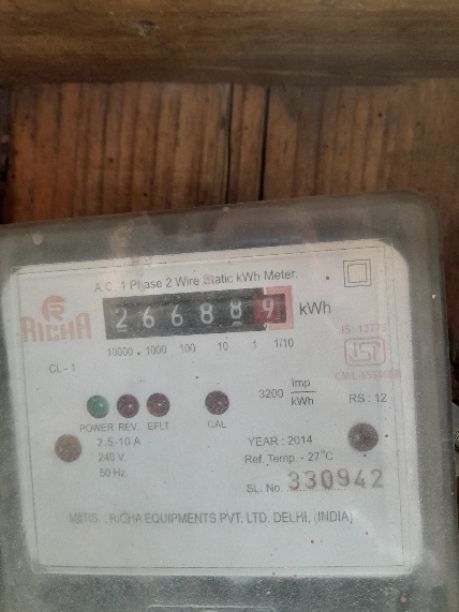 A.C. 1 Phase 2 Wire Static kWh Meter.
RICHA
266889 kWh
10000 1000 100 10 1 1/10
IS: 13779
CL-1
3200 imp/kWh
RS : 12
POWER REV. EFLT CAL
2.5-10 A
240 V.
50 Hz.
YEAR : 2014
Ref. Temp. - 27°C
SL. No. 330942
MFRS. : RICHA EQUIPMENTS PVT. LTD. DELHI, (INDIA)